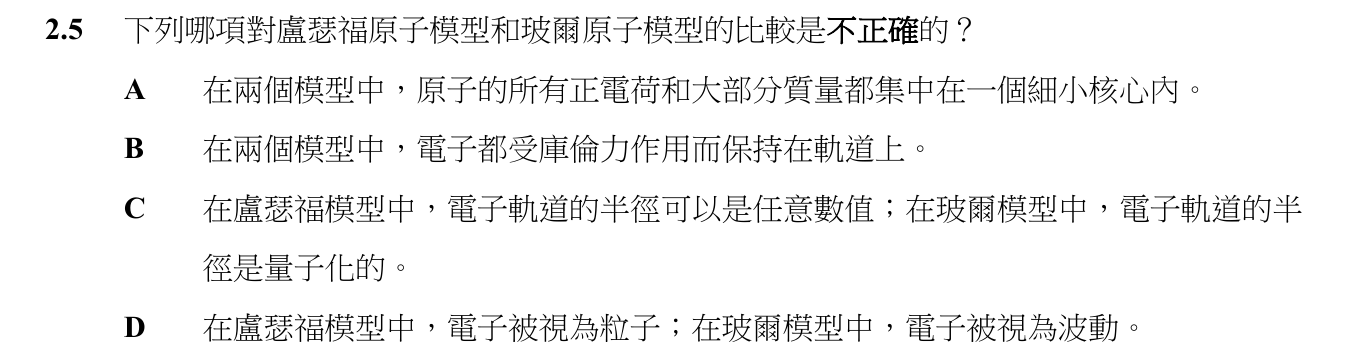 2.5 下列哪項對盧瑟福原子模型和玻爾原子模型的比較是不正確的？
A 在兩個模型中，原子的所有正電荷和大部分質量都集中在一個細小核心內。
B 在兩個模型中，電子都受庫倫力作用而保持在軌道上。
C 在盧瑟福模型中，電子軌道的半徑可以是任意數值；在玻爾模型中，電子軌道的半
徑是量子化的。
D 在盧瑟福模型中，電子被視為粒子；在玻爾模型中，電子被視為波動。